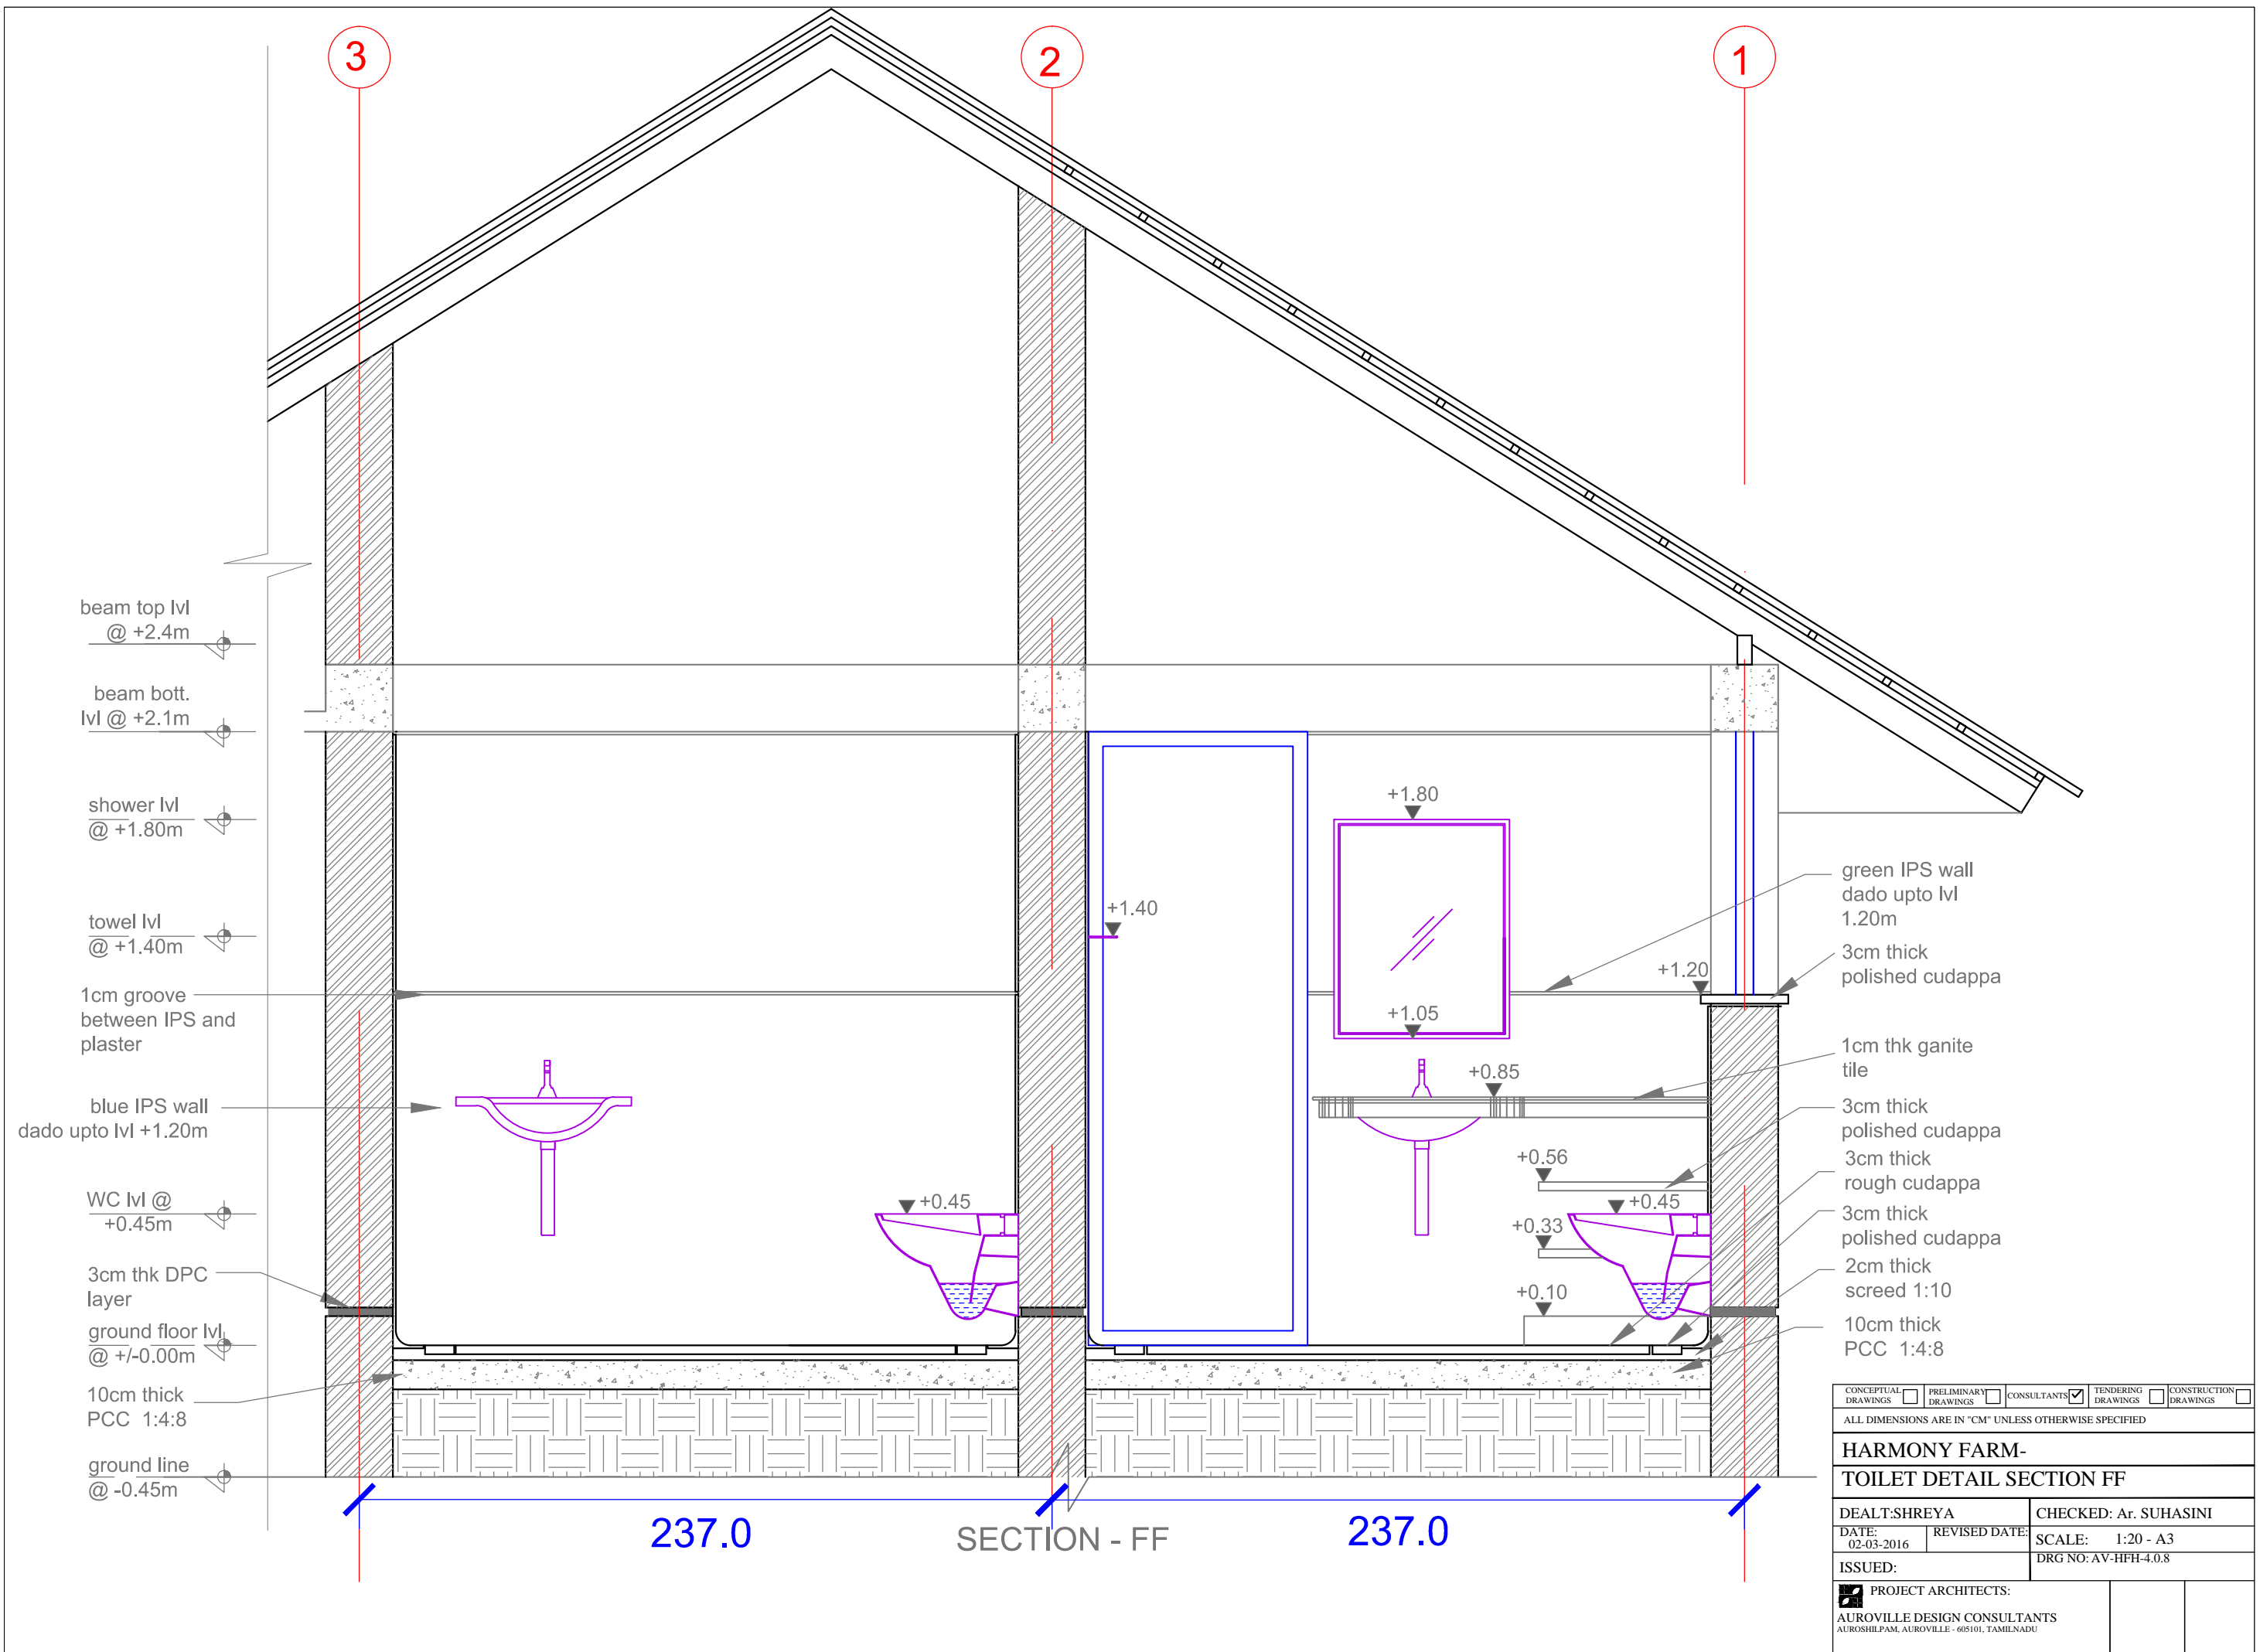 3
2
1
beam top lvl
@ +2.4m
beam bott.
lvl @ +2.1m
shower lvl
@ +1.80m
towel lvl
@ +1.40m
1cm groove
between IPS and
plaster
blue IPS wall
dado upto lvl +1.20m
WC lvl @
+0.45m
3cm thk DPC
layer
ground floor lvl
@ +/-0.00m
10cm thick
PCC 1:4:8
ground line
@ -0.45m
+0.45
+1.40
+1.80
+1.05
+1.20
+0.85
+0.56
+0.45
+0.33
+0.10
green IPS wall
dado upto lvl
1.20m
3cm thick
polished cudappa
1cm thk ganite
tile
3cm thick
polished cudappa
3cm thick
rough cudappa
3cm thick
polished cudappa
2cm thick
screed 1:10
10cm thick
PCC 1:4:8
237.0
SECTION - FF
237.0
CONCEPTUAL DRAWINGS
PRELIMINARY DRAWINGS
CONSULTANTS
TENDERING DRAWINGS
CONSTRUCTION DRAWINGS
ALL DIMENSIONS ARE IN "CM" UNLESS OTHERWISE SPECIFIED
HARMONY FARM-
TOILET DETAIL SECTION FF
DEALT:SHREYA
CHECKED: Ar. SUHASINI
DATE:
02-03-2016
REVISED DATE:
SCALE: 1:20 - A3
ISSUED:
DRG NO: AV-HFH-4.0.8
PROJECT ARCHITECTS:
AUROVILLE DESIGN CONSULTANTS
AUROSHILPAM, AUROVILLE - 605101, TAMILNADU